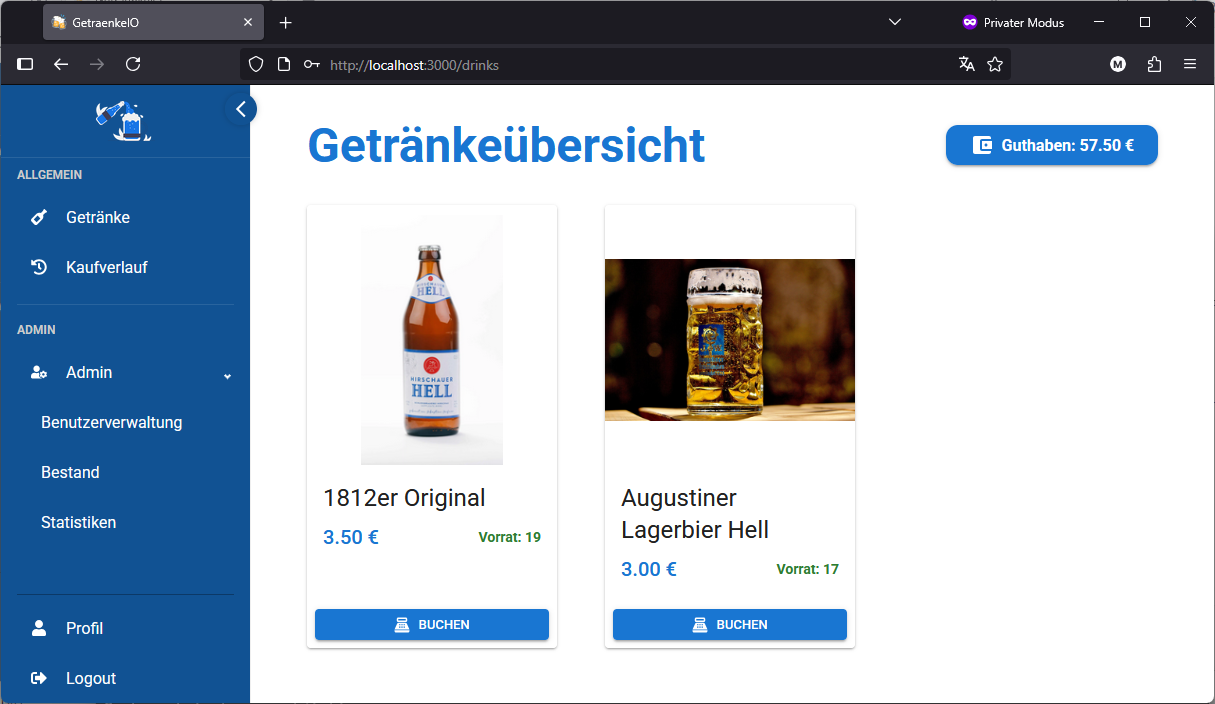 GetraenkeIO
Privater Modus
http://localhost:3000/drinks
M
ALLGEMEIN
Getränke
Kaufverlauf
ADMIN
Admin
Benutzerverwaltung
Bestand
Statistiken
Profil
Logout
Getränkeübersicht
Guthaben: 57.50 €
HELL
HIRSCHAUER
HELL
1812er Original
3.50 €
Vorrat: 19
BUCHEN
Augustiner
Lagerbier Hell
3.00 €
Vorrat: 17
BUCHEN